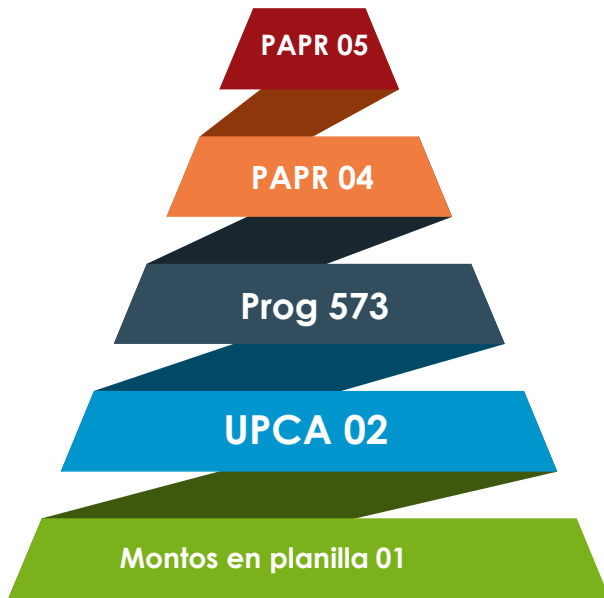 PAPR 05
PAPR 04
Prog 573
UPCA 02
Montos en planilla 01